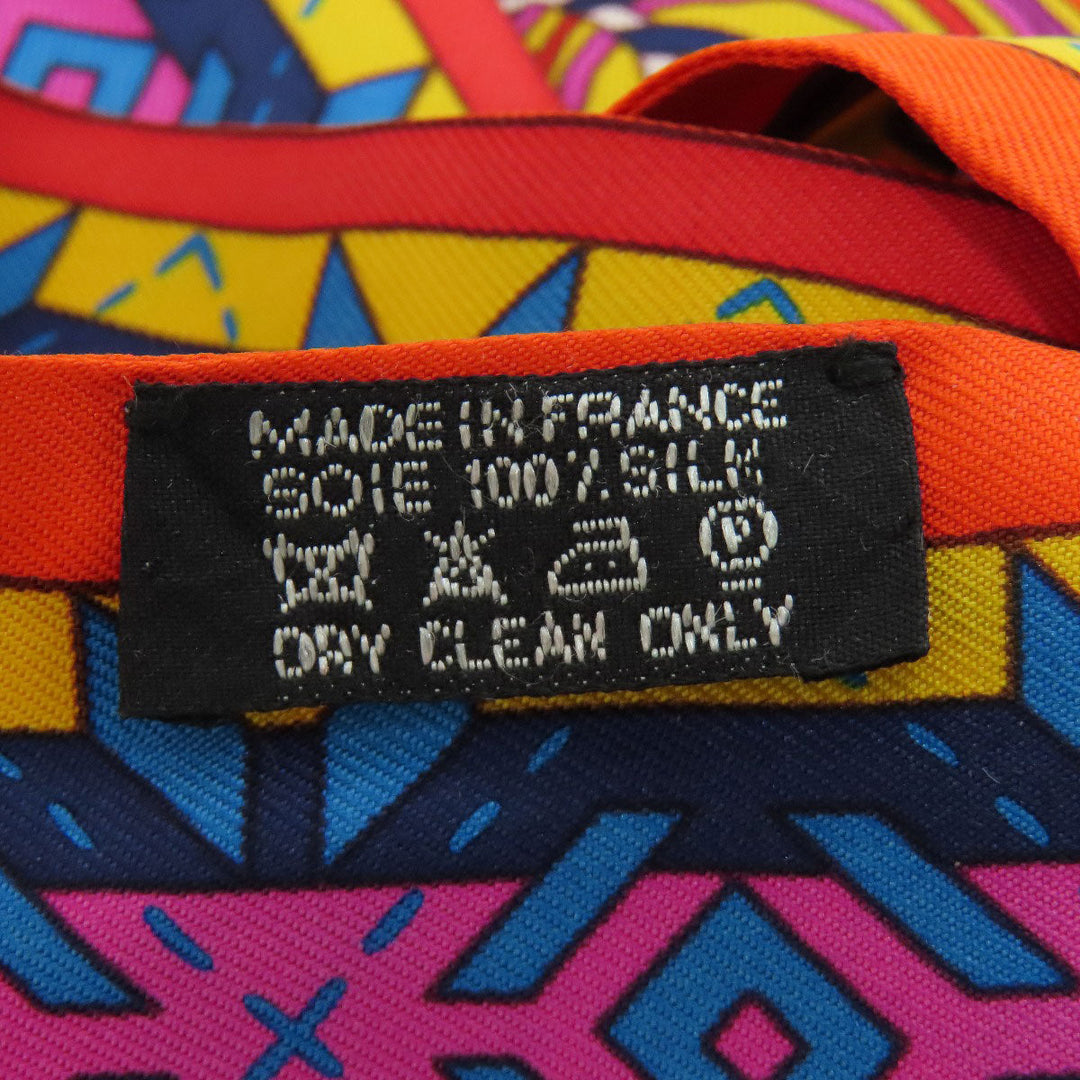 MADE IN FRANCE
SOIE 100% SILK
P
DRY CLEAN ONLY